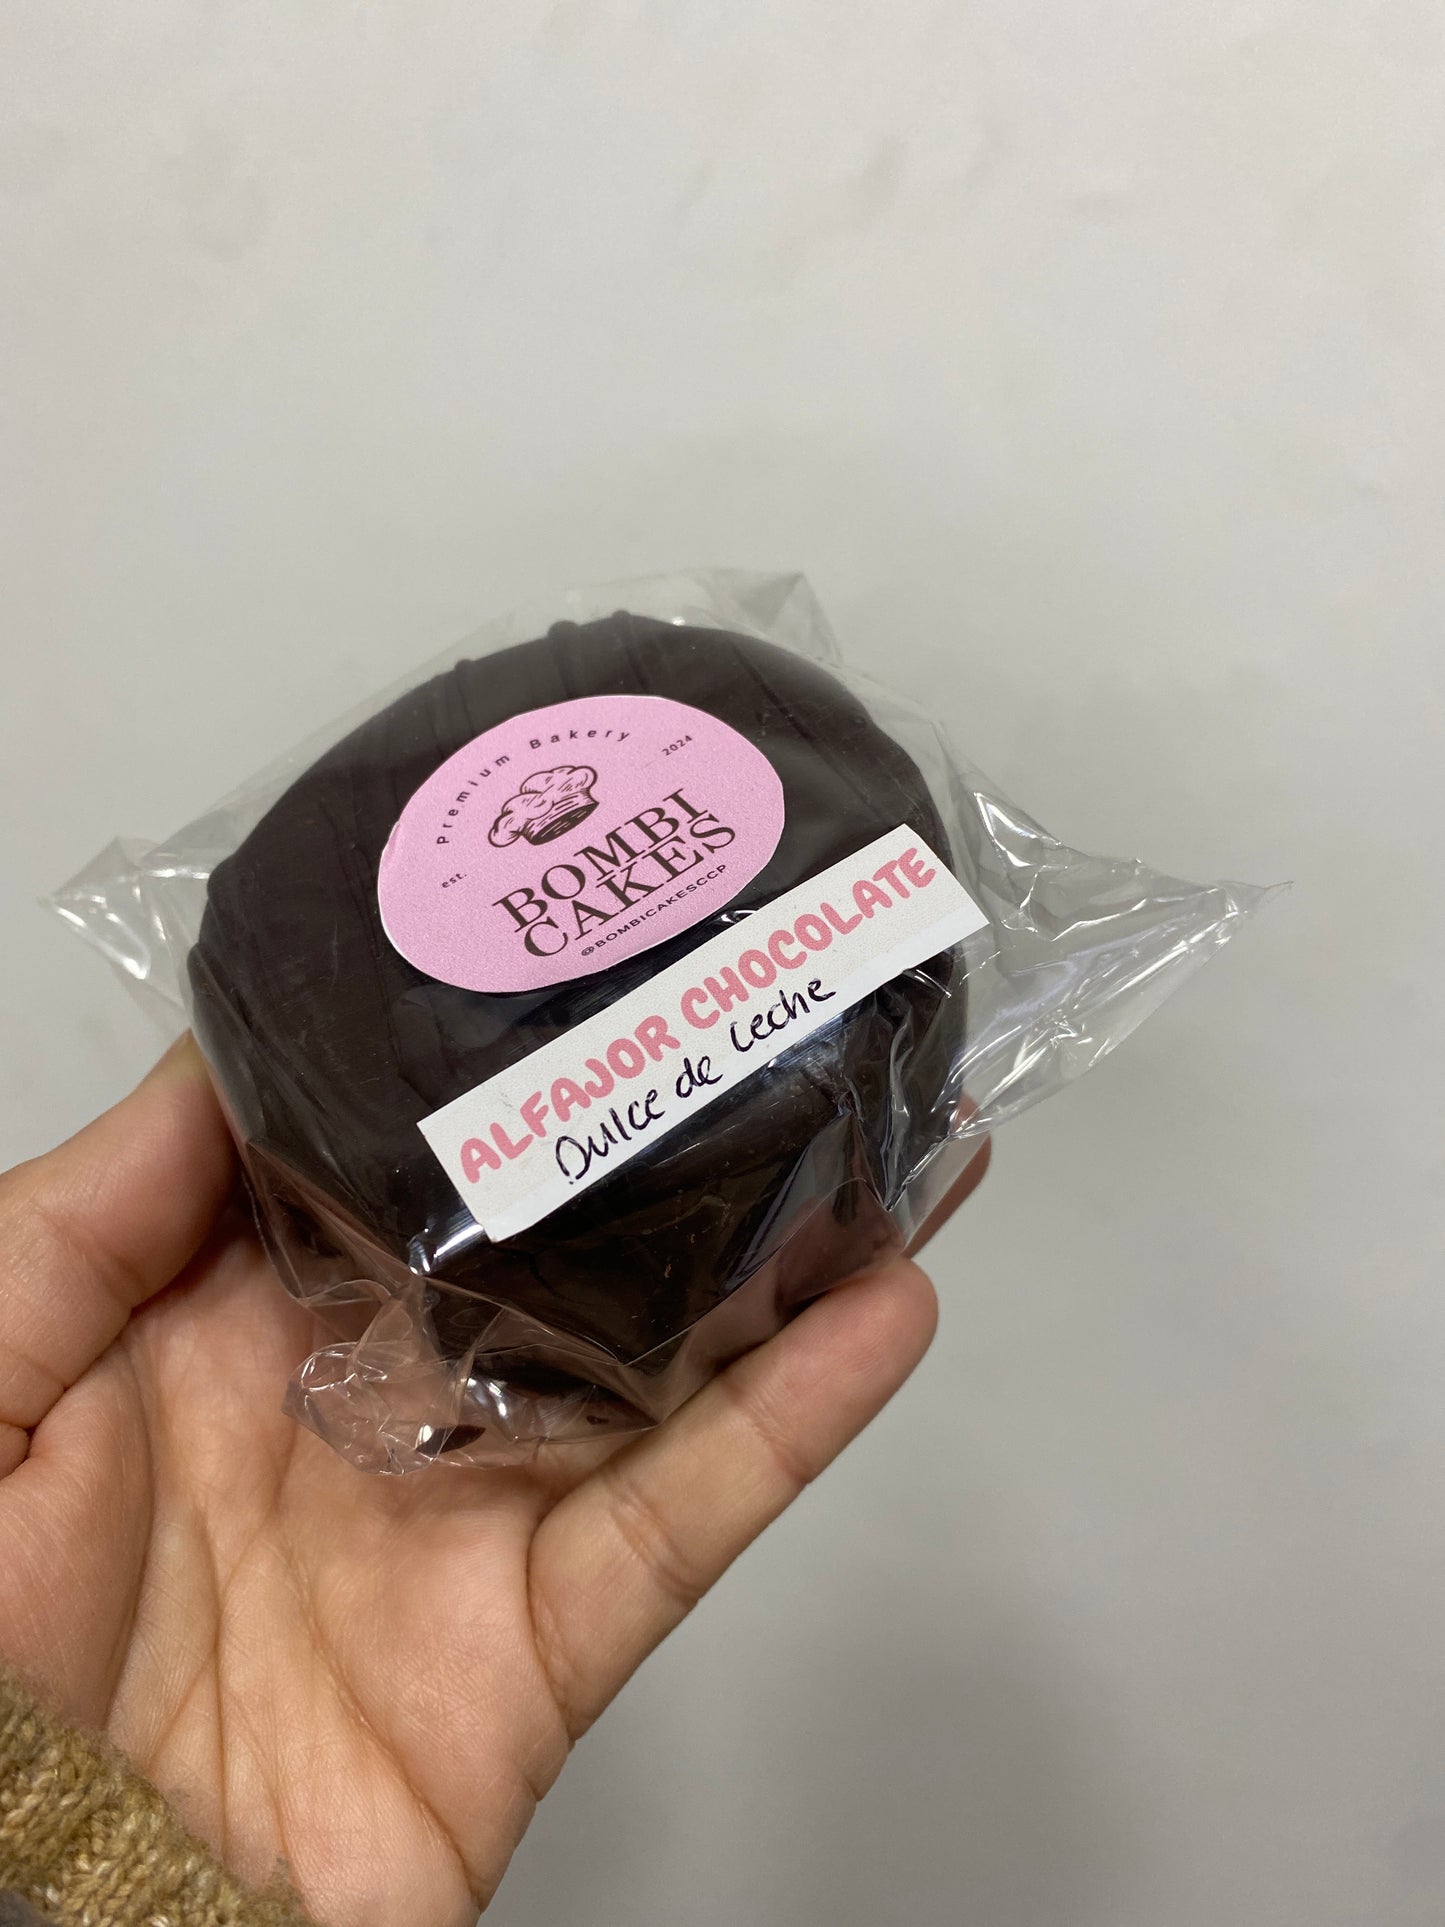 Premium Bakery
est.
2024
BOMBI
CAKES
@BOMBICAKESCCP
ALFAJOR CHOCOLATE
Dulce de Leche